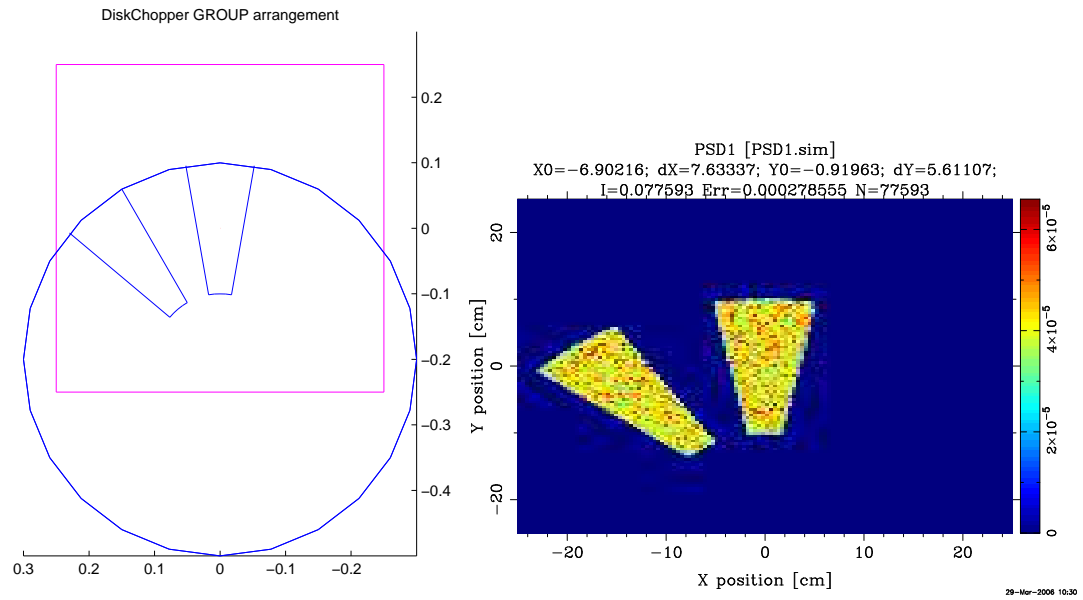 DiskChopper GROUP arrangement
0.2
0.1
0
−0.1
−0.2
−0.3
−0.4
0.3 0.2 0.1 0 −0.1 −0.2
PSD1 [PSD1.sim]
X0=−6.90216; dX=7.63337; Y0=−0.91963; dY=5.61107;
I=0.077593 Err=0.000278555 N=77593
Y position [cm]
20
0
−20
−20 −10 0 10 20
X position [cm]
6×10⁻⁵
4×10⁻⁵
2×10⁻⁵
0
29-Mar-2006 10:30